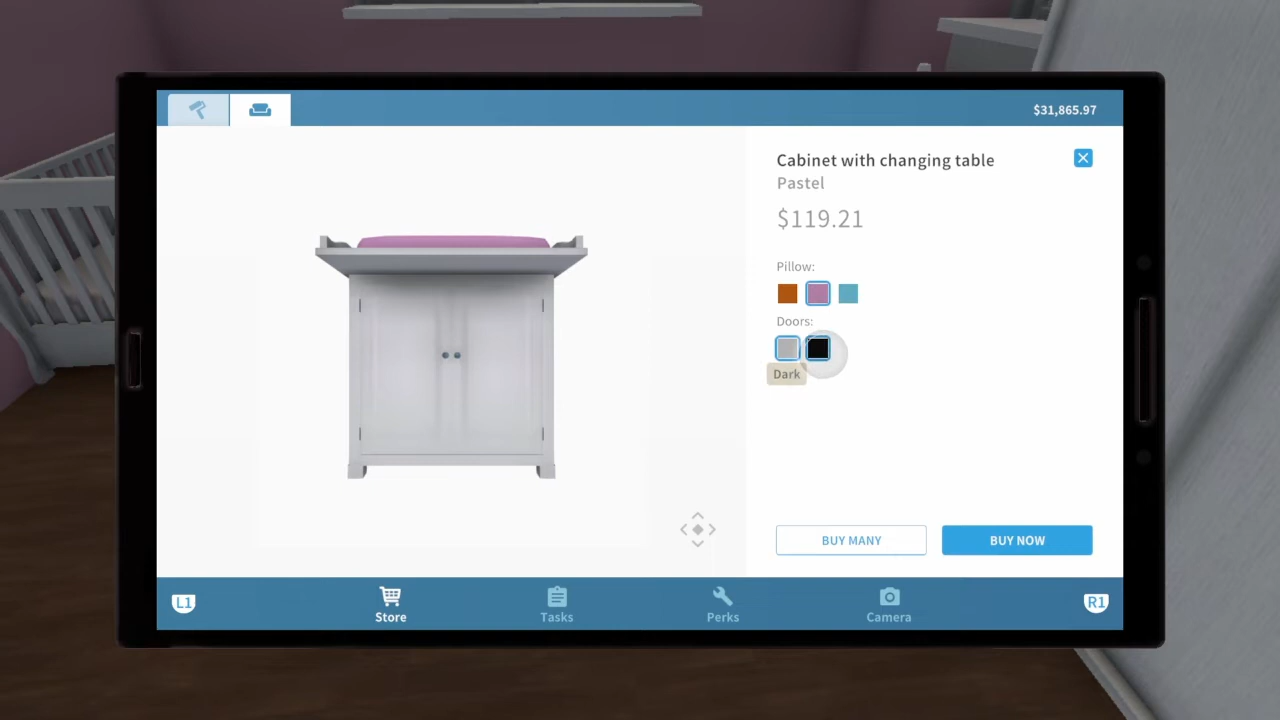 $31,865.97
Cabinet with changing table
Pastel
$119.21
Pillow:
Doors:
Dark
BUY MANY
BUY NOW
L1
Store
Tasks
Perks
Camera
R1